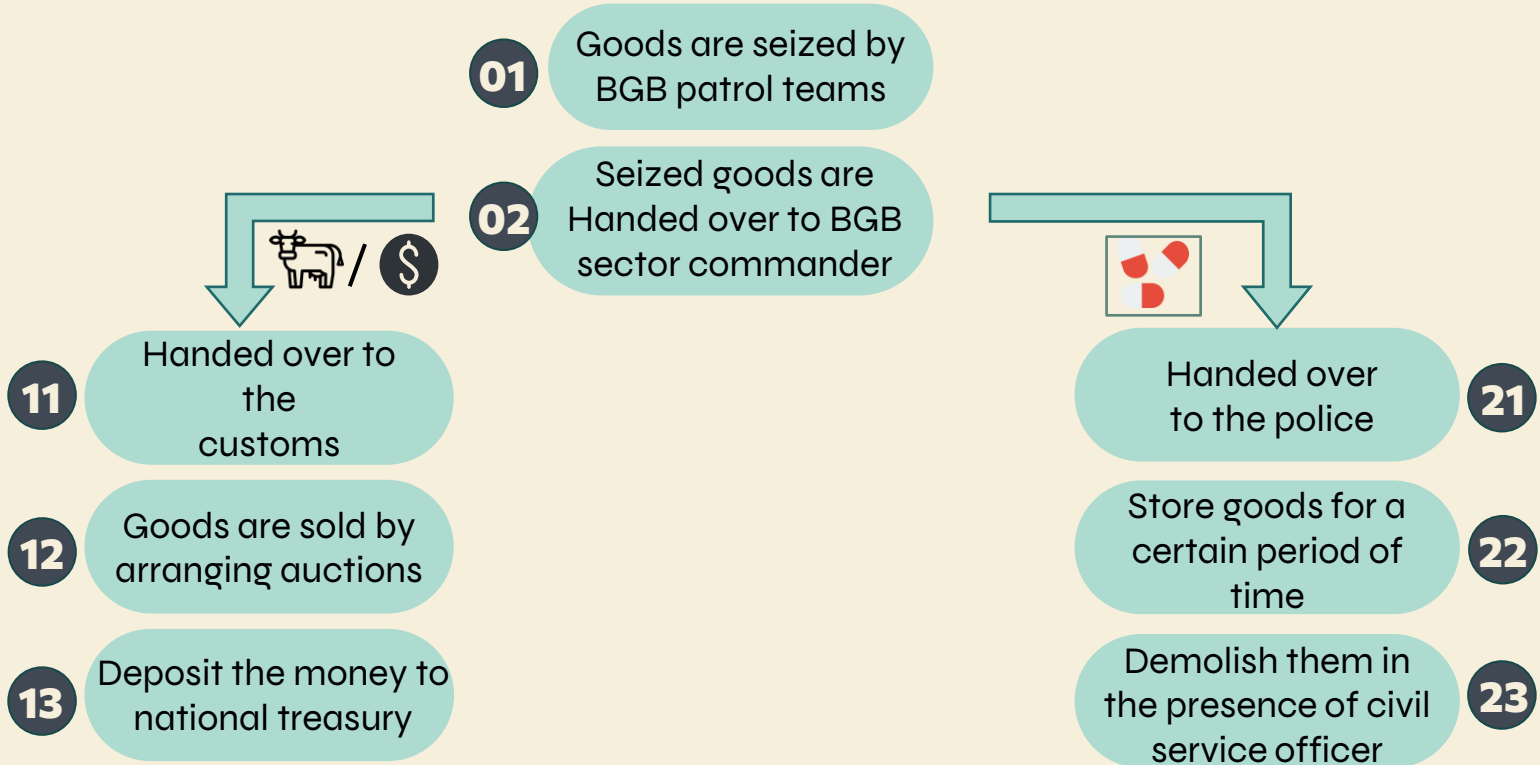 01
Goods are seized by
BGB patrol teams
02
Seized goods are
Handed over to BGB
sector commander
/ $
11
Handed over to
the
customs
12
Goods are sold by
arranging auctions
13
Deposit the money to
national treasury
Handed over
to the police
21
Store goods for a
certain period of
time
22
Demolish them in
the presence of civil
service officer
23